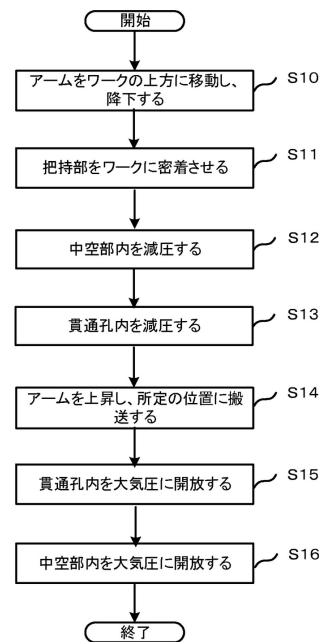 開始
アームをワークの上方に移動し、
降下する
S10
把持部をワークに密着させる
S11
中空部内を減圧する
S12
貫通孔内を減圧する
S13
アームを上昇し、所定の位置に搬
送する
S14
貫通孔内を大気圧に開放する
S15
中空部内を大気圧に開放する
S16
終了